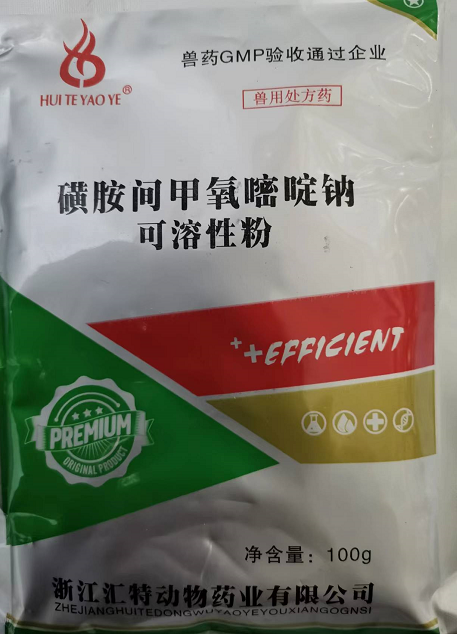 HUI TE YAO YE®
兽药GMP验收通过企业
兽用处方药
磺胺间甲氧嘧啶钠
可溶性粉
++EFFICIENT
PREMIUM
ORIGINAL PRODUCT
净含量：100g
浙江汇特动物药业有限公司
ZHEJIANGHUITEDONGWUYAOYEYOUXIANGONGNSI